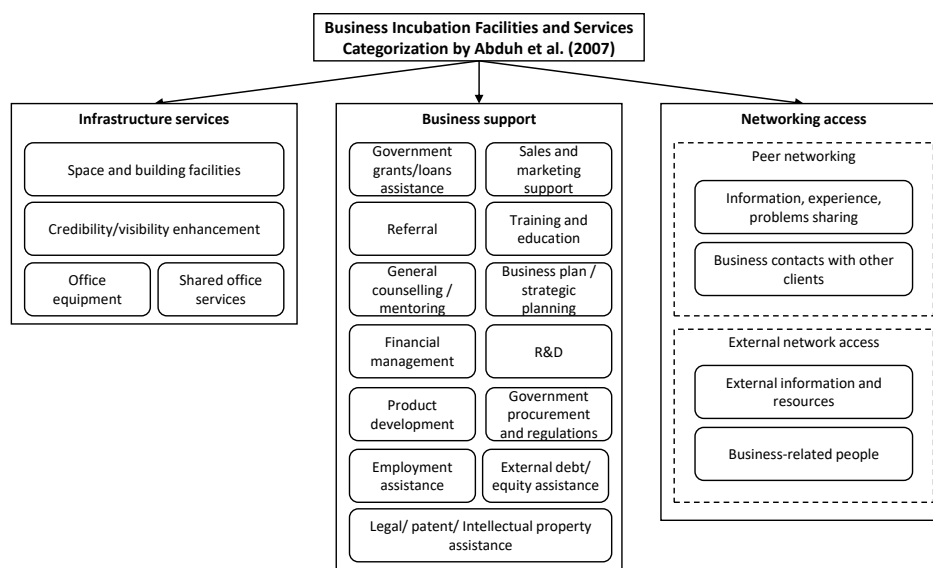 Business Incubation Facilities and Services
Categorization by Abduh et al. (2007)
Infrastructure services
Space and building facilities
Credibility/visibility enhancement
Office
equipment
Shared office
services
Business support
Government
grants/loans
assistance
Sales and
marketing
support
Referral
Training and
education
General
counselling /
mentoring
Business plan /
strategic
planning
Financial
management
R&D
Product
development
Government
procurement
and regulations
Employment
assistance
External debt/
equity assistance
Legal/ patent/ Intellectual property
assistance
Networking access
Peer networking
Information, experience,
problems sharing
Business contacts with other
clients
External network access
External information and
resources
Business-related people